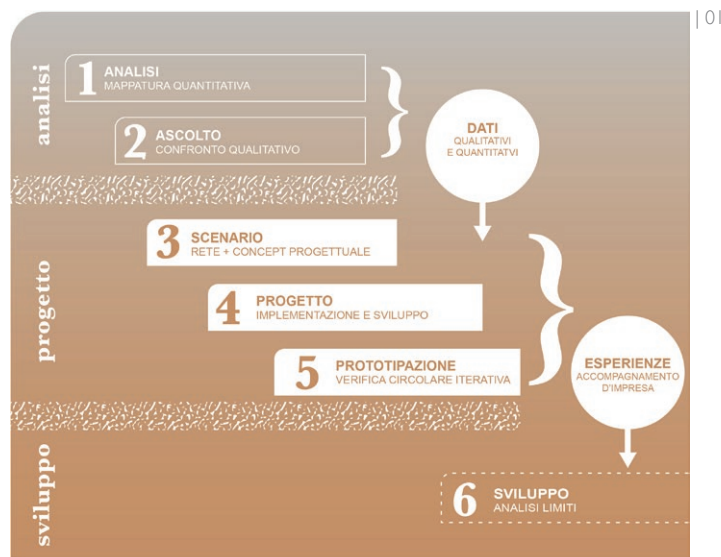 | 01
analisi
1 ANALISI
MAPPATURA QUANTITATIVA
2 ASCOLTO
CONFRONTO QUALITATIVO
DATI
QUALITATIVI
E QUANTITATVI
progetto
3 SCENARIO
RETE + CONCEPT PROGETTUALE
4 PROGETTO
IMPLEMENTAZIONE E SVILUPPO
5 PROTOTIPAZIONE
VERIFICA CIRCOLARE ITERATIVA
ESPERIENZE
ACCOMPAGNAMENTO
D'IMPRESA
sviluppo
6 SVILUPPO
ANALISI LIMITI